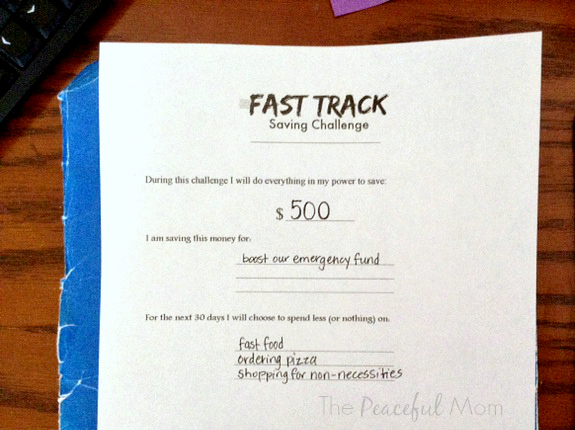 FAST TRACK
Saving Challenge
During this challenge I will do everything in my power to save:
$ 500
I am saving this money for:
boost our emergency fund
For the next 30 days I will choose to spend less (or nothing) on:
fast food
ordering pizza
shopping for non-necessities
The Peaceful Mom